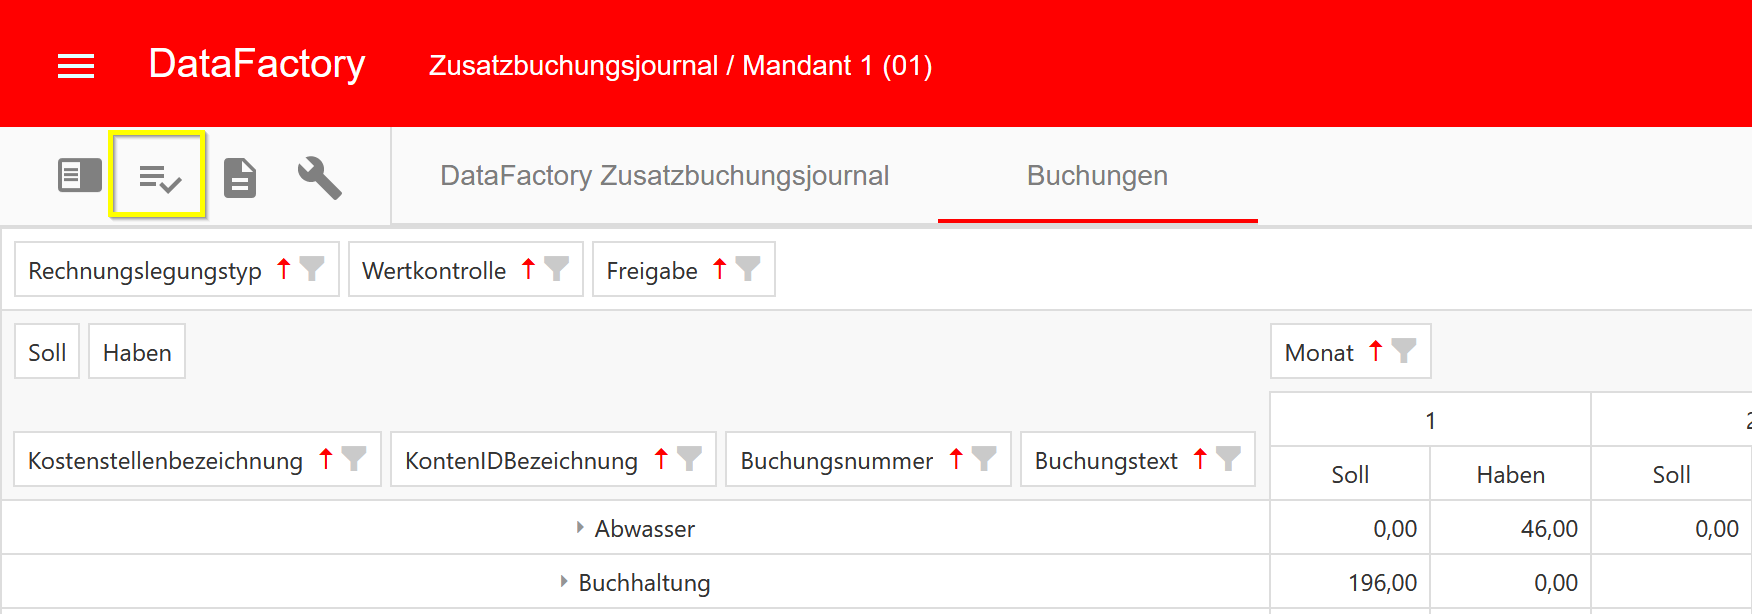 DataFactory Zusatzbuchungsjournal / Mandant 1 (01)
DataFactory Zusatzbuchungsjournal Buchungen
Rechnungslegungstyp Wertkontrolle Freigabe
Soll Haben Monat
1 2
Kostenstellenbezeichnung KontenIDBezeichnung Buchungsnummer Buchungstext
Soll Haben Soll
Abwasser 0,00 46,00 0,00
Buchhaltung 196,00 0,00